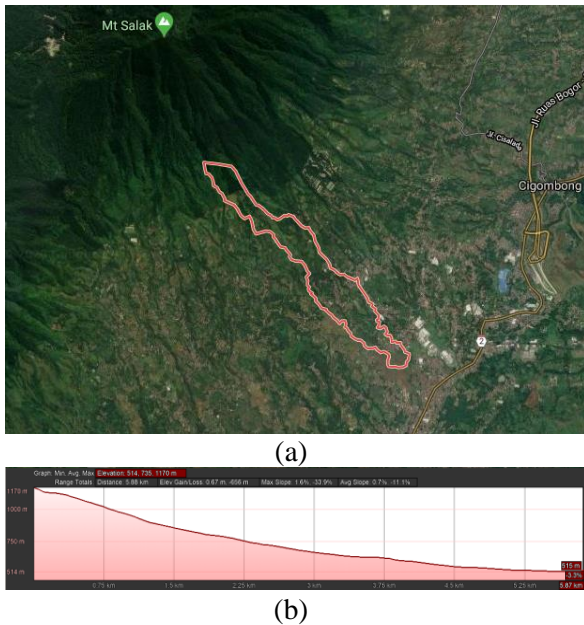 Mt Salak
Jl.-Ruas Bogor
Jl.-Cisalada
Cigombong
2
(a)
Graph: Min, Avg, Max Elevation: 514, 735, 1170 m
Range Totals Distance: 5.88 km Elev Gain/Loss: 0.67 m, -656 m Max Slope: 1.6%, -33.9% Avg Slope: 0.7%, -11.1%
1170 m
1000 m
750 m
514 m
515 m
-3.3%
0.75 km 1.5 km 2.25 km 3 km 3.75 km 4.5 km 5.25 km 5.87 km
(b)